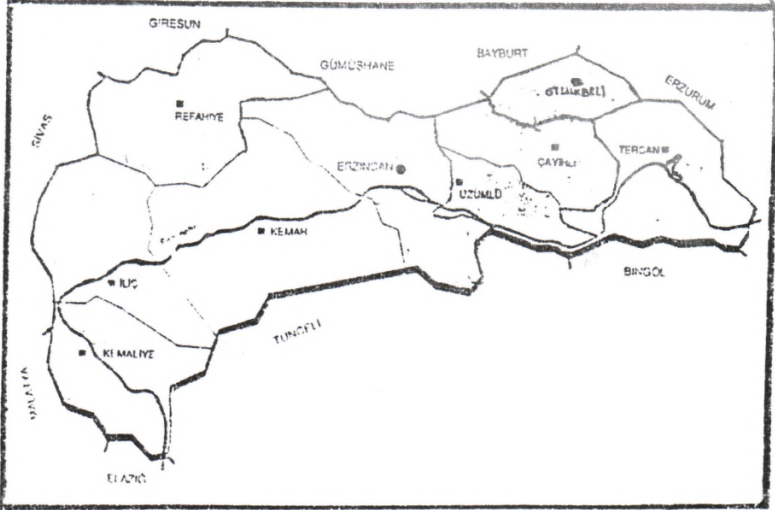 GİRESUN
GÜMÜŞHANE
BAYBURT
ERZURUM
SİVAS
REFAHİYE
OTLUKBELİ
ERZİNCAN
ÇAYIRLI
TERCAN
ÜZÜMLÜ
KEMAH
İLİÇ
BİNGÖL
TUNCELİ
KEMALİYE
MALATYA
ELAZIĞ